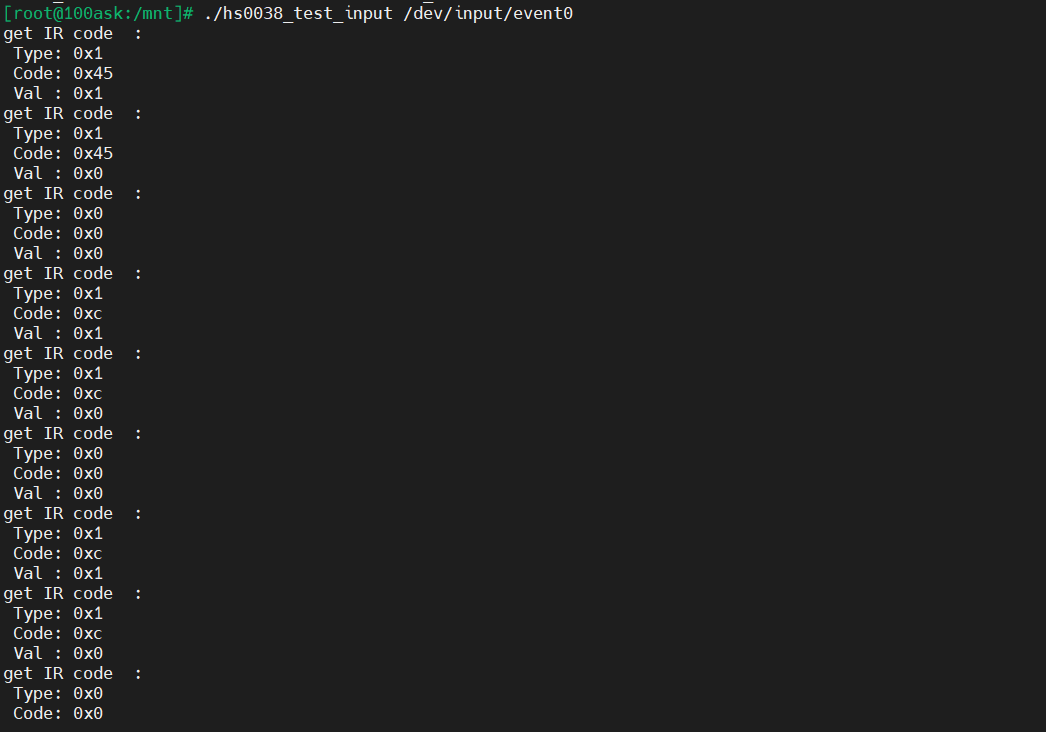 [root@100ask:/mnt]# ./hs0038_test_input /dev/input/event0
get IR code  :
 Type: 0x1
 Code: 0x45
 Val : 0x1
get IR code  :
 Type: 0x1
 Code: 0x45
 Val : 0x0
get IR code  :
 Type: 0x0
 Code: 0x0
 Val : 0x0
get IR code  :
 Type: 0x1
 Code: 0xc
 Val : 0x1
get IR code  :
 Type: 0x1
 Code: 0xc
 Val : 0x0
get IR code  :
 Type: 0x0
 Code: 0x0
 Val : 0x0
get IR code  :
 Type: 0x1
 Code: 0xc
 Val : 0x1
get IR code  :
 Type: 0x1
 Code: 0xc
 Val : 0x0
get IR code  :
 Type: 0x0
 Code: 0x0